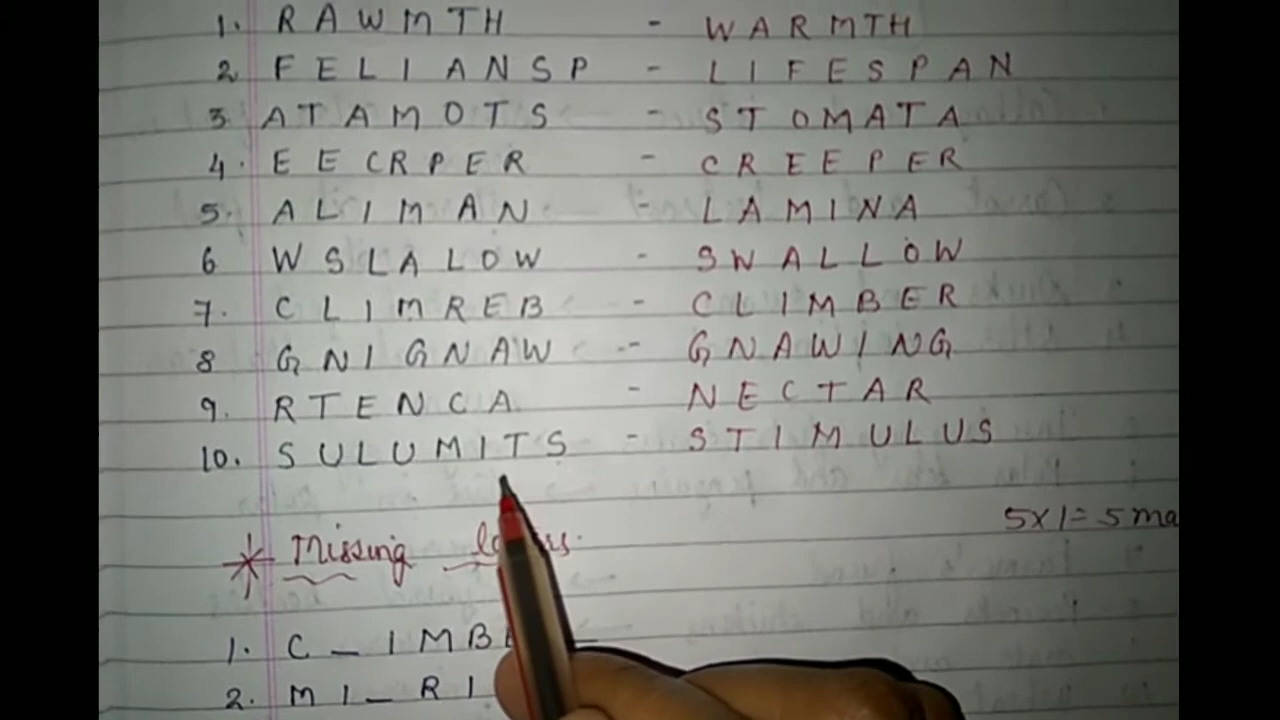 1. RAWMTH - WARMTH
2 FELIANSP - LIFESPAN
3. ATAMOTS - STOMATA
4. EECRPER - CREEPER
5. ALIMAN - LAMINA
6 WSLALOW - SWALLOW
7. CLIMREB - CLIMBER
8 GNIGNAW - GNAWING
9. RTENCA - NECTAR
10. SULUMITS - STIMULUS
5x1=5 ma
* Missing
1. C_IMB
2. MI_RI